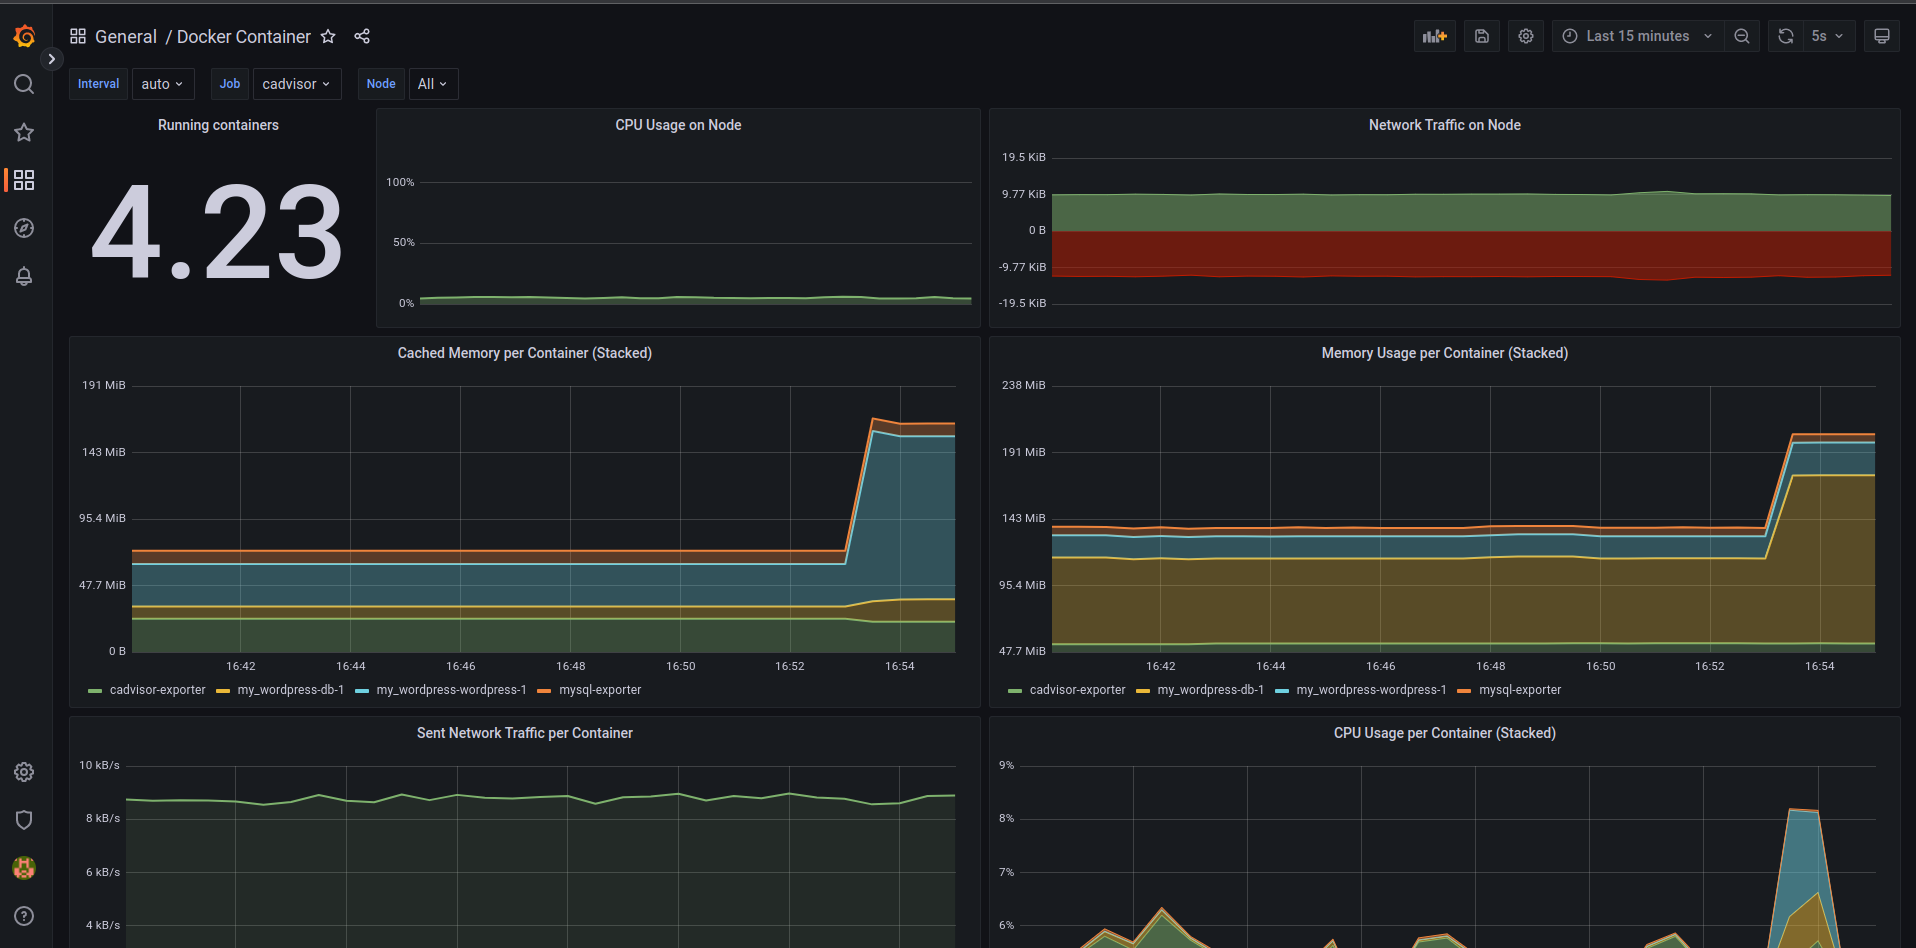 General / Docker Container
Last 15 minutes
5s
Interval auto Job cadvisor Node All
Running containers
4.23
CPU Usage on Node
100%
50%
0%
Network Traffic on Node
19.5 KiB
9.77 KiB
0 B
-9.77 KiB
-19.5 KiB
Cached Memory per Container (Stacked)
191 MiB
143 MiB
95.4 MiB
47.7 MiB
0 B
16:42 16:44 16:46 16:48 16:50 16:52 16:54
cadvisor-exporter my_wordpress-db-1 my_wordpress-wordpress-1 mysql-exporter
Memory Usage per Container (Stacked)
238 MiB
191 MiB
143 MiB
95.4 MiB
47.7 MiB
16:42 16:44 16:46 16:48 16:50 16:52 16:54
cadvisor-exporter my_wordpress-db-1 my_wordpress-wordpress-1 mysql-exporter
Sent Network Traffic per Container
10 kB/s
8 kB/s
6 kB/s
4 kB/s
CPU Usage per Container (Stacked)
9%
8%
7%
6%